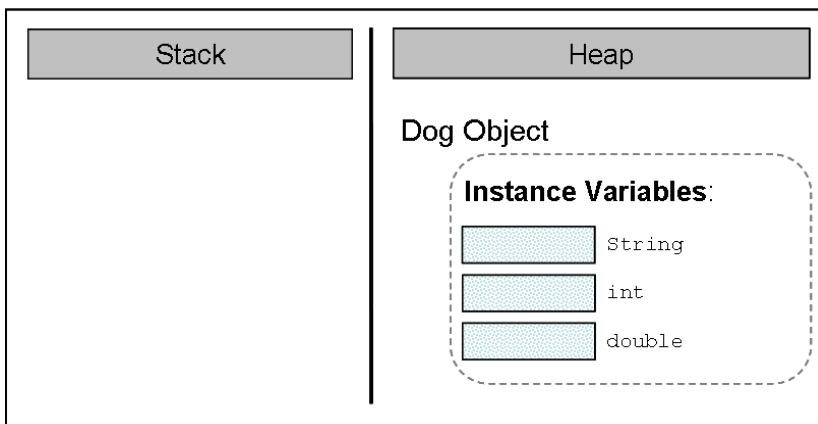 Stack
Heap
Dog Object
Instance Variables:
String
int
double